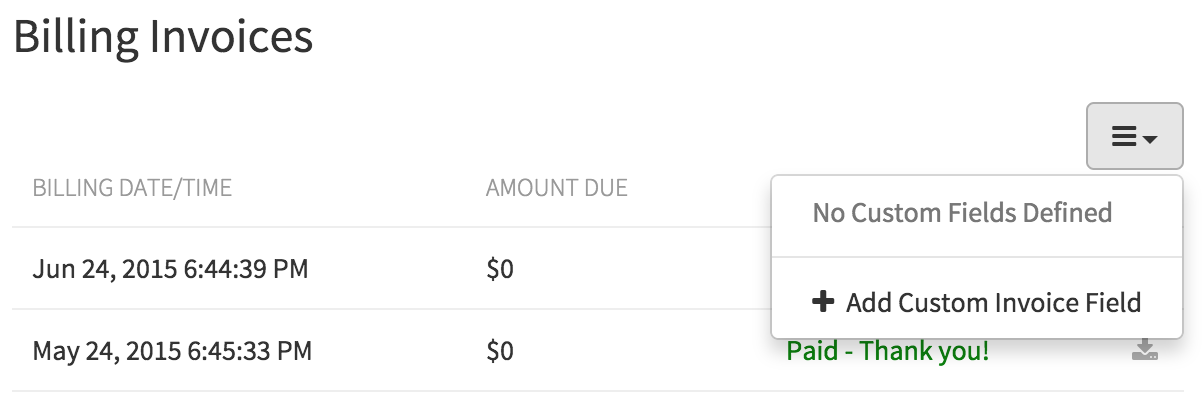 Billing Invoices
BILLING DATE/TIME AMOUNT DUE
No Custom Fields Defined
Jun 24, 2015 6:44:39 PM $0
Add Custom Invoice Field
May 24, 2015 6:45:33 PM $0 Paid - Thank you!